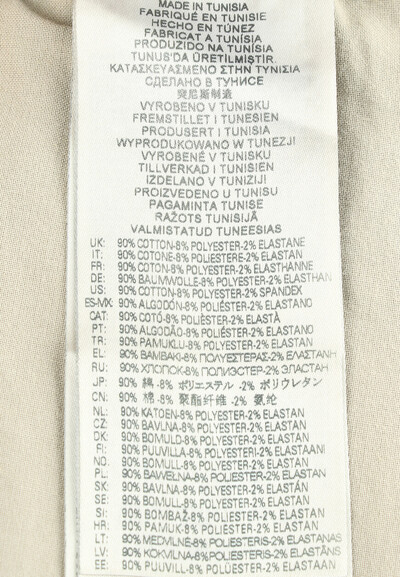 MADE IN TUNISIA
FABRIQUÉ EN TUNISIE
HECHO EN TÚNEZ
FABRICAT A TUNÍSIA
PRODUZIDO NA TUNÍSIA
TUNUS'DA ÜRETİLMİŞTİR.
ΚΑΤΑΣΚΕΥΑΣΜΕΝΟ ΣΤΗΝ ΤΥΝΙΣΙΑ
СДЕЛАНО В ТУНИСЕ
突尼斯制造
VYROBENO V TUNISKU
FREMSTILLET I TUNESIEN
PRODUSERT I TUNISIA
WYPRODUKOWANO W TUNEZJI
VYROBENÉ V TUNISKU
TILLVERKAD I TUNISIEN
IZDELANO V TUNIZIJI
PROIZVEDENO U TUNISU
PAGAMINTA TUNISE
RAŽOTS TUNISIJĀ
VALMISTATUD TUNEESIAS
UK: 90% COTTON-8% POLYESTER-2% ELASTANE
IT: 90% COTONE-8% POLIESTERE-2% ELASTAN
FR: 90% COTON-8% POLYESTER-2% ELASTHANNE
DE: 90% BAUMWOLLE-8% POLYESTER-2% ELASTHAN
US: 90% COTTON-8% POLYESTER-2% SPANDEX
ES-MX: 90% ALGODÓN-8% POLIÉSTER-2% ELASTANO
CAT: 90% COTÓ-8% POLIÈSTER-2% ELASTÀ
PT: 90% ALGODÃO-8% POLIÉSTER-2% ELASTANO
TR: 90% PAMUKLU-8% POLYESTER-2% ELASTAN
EL: 90% ΒΑΜΒΑΚΙ-8% ΠΟΛΥΕΣΤΕΡΑΣ-2% ΕΛΑΣΤΑΝΗ
RU: 90% ХЛОПОК-8% ПОЛИЭСТЕР-2% ЭЛАСТАН
JP: 90% 綿 -8% ポリエステル -2% ポリウレタン
CN: 90% 棉 -8% 聚酯纤维 -2% 氨纶
NL: 90% KATOEN-8% POLYESTER-2% ELASTAN
CZ: 90% BAVLNA-8% POLYESTER-2% ELASTAN
DK: 90% BOMULD-8% POLYESTER-2% ELASTAN
FI: 90% PUUVILLA-8% POLYESTERI-2% ELASTAANI
NO: 90% BOMULL-8% POLYESTER-2% ELASTAN
PL: 90% BAWEŁNA-8% POLIESTER-2% ELASTAN
SK: 90% BAVLNA-8% POLYESTER-2% ELASTAN
SE: 90% BOMULL-8% POLYESTER-2% ELASTAN
SI: 90% BOMBAŽ-8% POLIESTER-2% ELASTAN
HR: 90% PAMUK-8% POLIESTER-2% ELASTAN
LT: 90% MEDVILNĖ-8% POLIESTERIS-2% ELASTANAS
LV: 90% KOKVILNA-8% POLIESTERIS-2% ELASTĀNS
EE: 90% PUUVILL-8% POLÜESTER-2% ELASTAAN